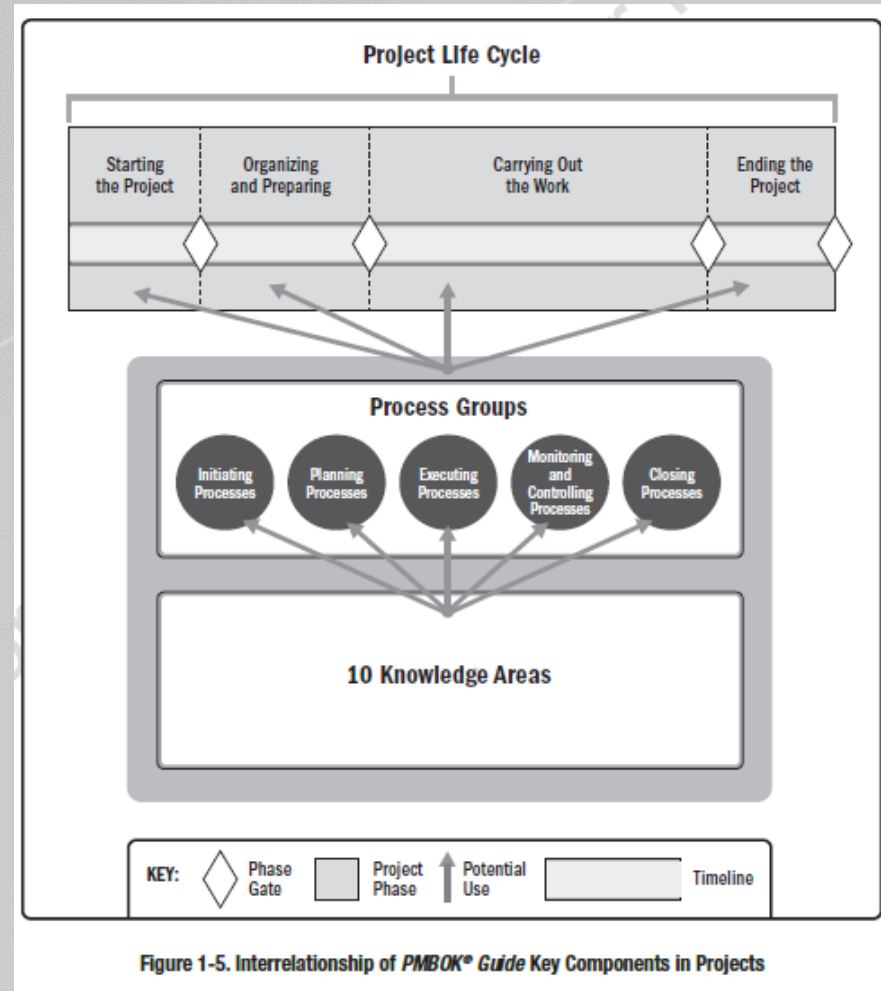 Project Life Cycle
Starting
the Project
Organizing
and Preparing
Carrying Out
the Work
Ending the
Project
Process Groups
Initiating
Processes
Planning
Processes
Executing
Processes
Monitoring
and
Controlling
Processes
Closing
Processes
10 Knowledge Areas
KEY:
Phase
Gate
Project
Phase
Potential
Use
Timeline
Figure 1-5. Interrelationship of PMBOK® Guide Key Components in Projects